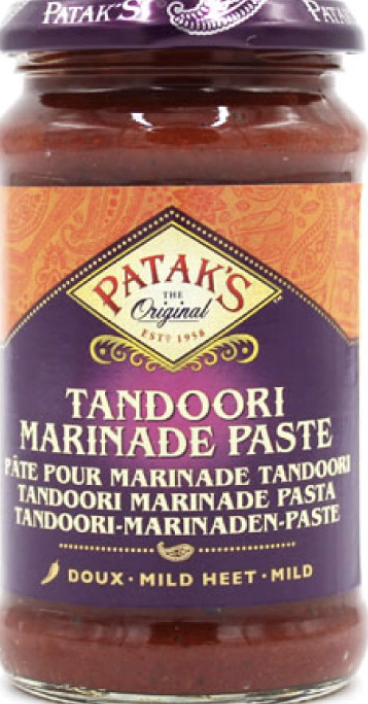 PATAK'S
PATAK'S
PATAK'S
THE
Original
ESTD 1958
TANDOORI
MARINADE PASTE
PÂTE POUR MARINADE TANDOORI
TANDOORI MARINADE PASTA
TANDOORI-MARINADEN-PASTE
DOUX · MILD HEET · MILD